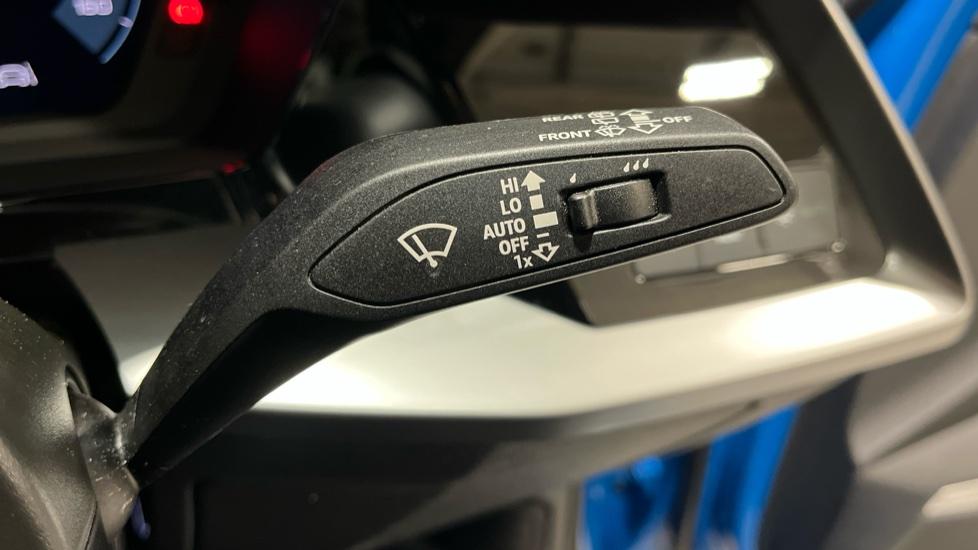 REAR
FRONT OFF
HI
LO
AUTO
OFF
1x